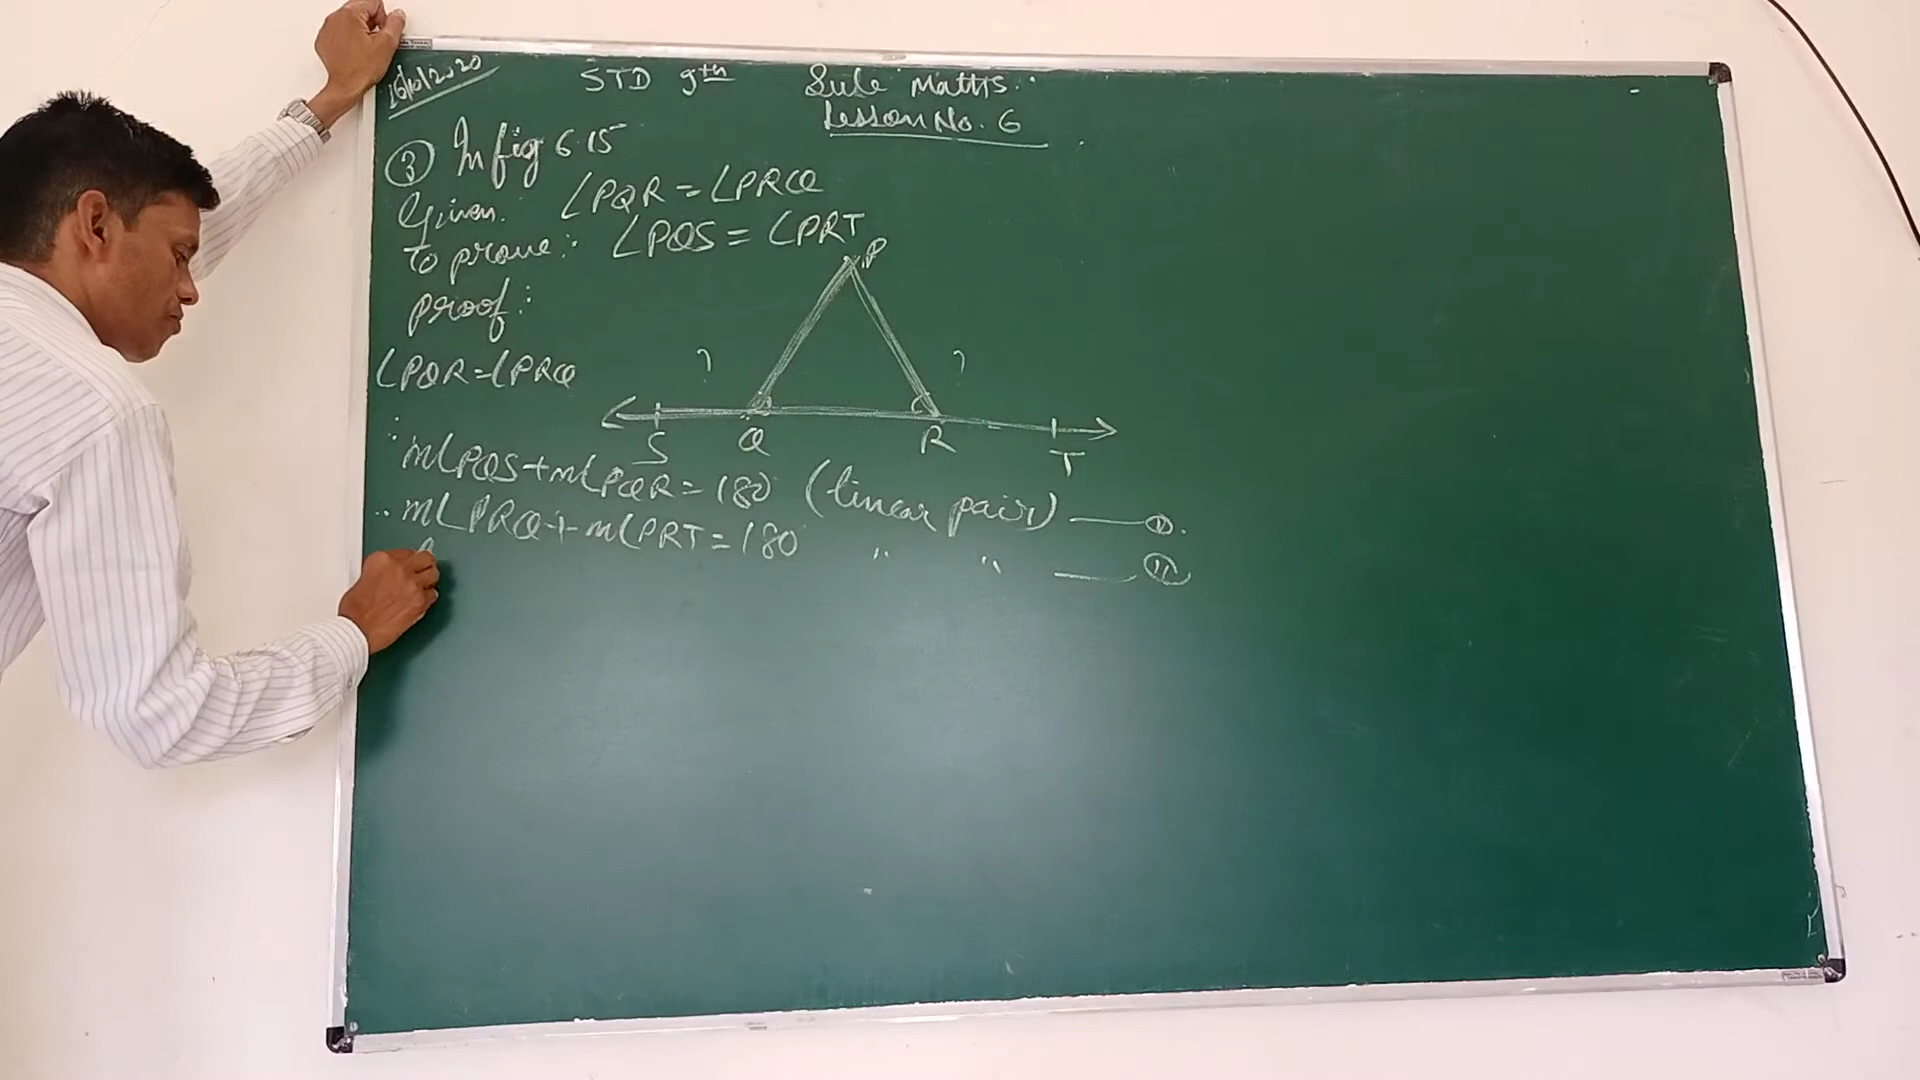 16/10/2020 STD 9th Sub: Maths.
Lesson No. 6
③ In fig 6.15
Given. ∠PQR = ∠PRQ
To prove: ∠PQS = ∠PRT
proof:
P
∠PQR = ∠PRQ
? ?
S Q R T
∴ m∠PQS + m∠PQR = 180 (linear pair) — ①.
∴ m∠PRQ + m∠PRT = 180 〃 〃 — ②